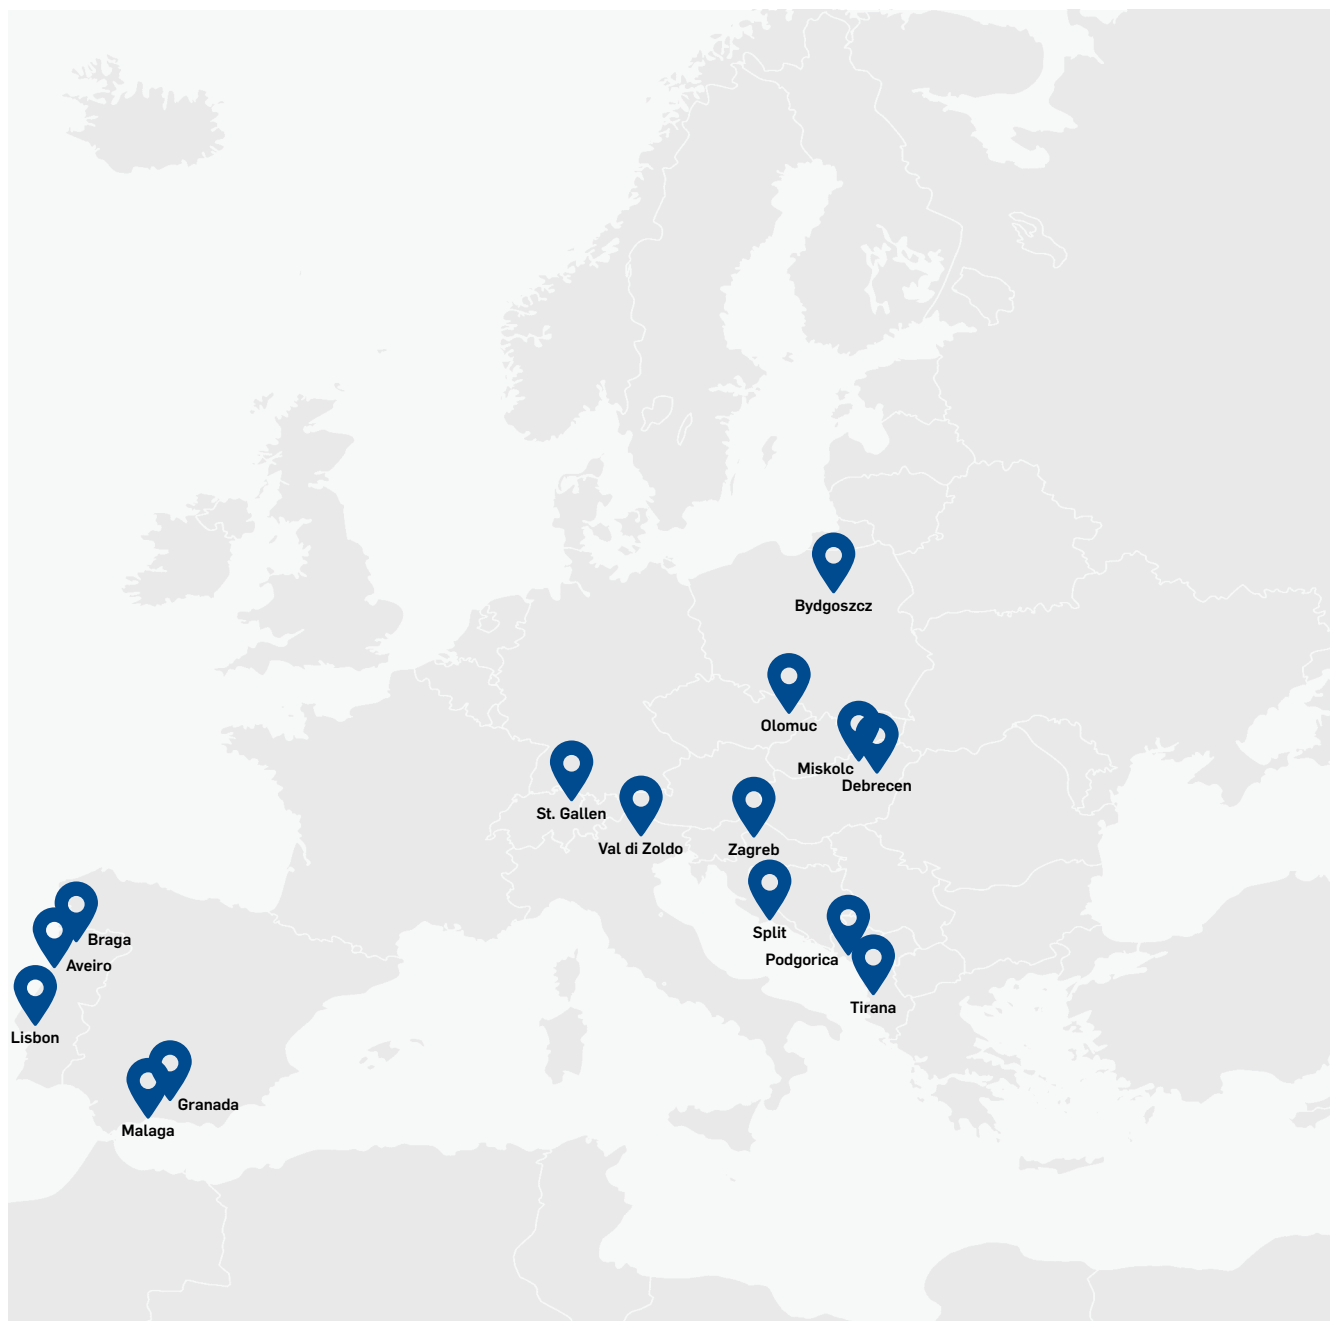 Bydgoszcz
Olomuc
Miskolc
Debrecen
St. Gallen
Val di Zoldo
Zagreb
Split
Braga
Podgorica
Aveiro
Tirana
Lisbon
Granada
Malaga